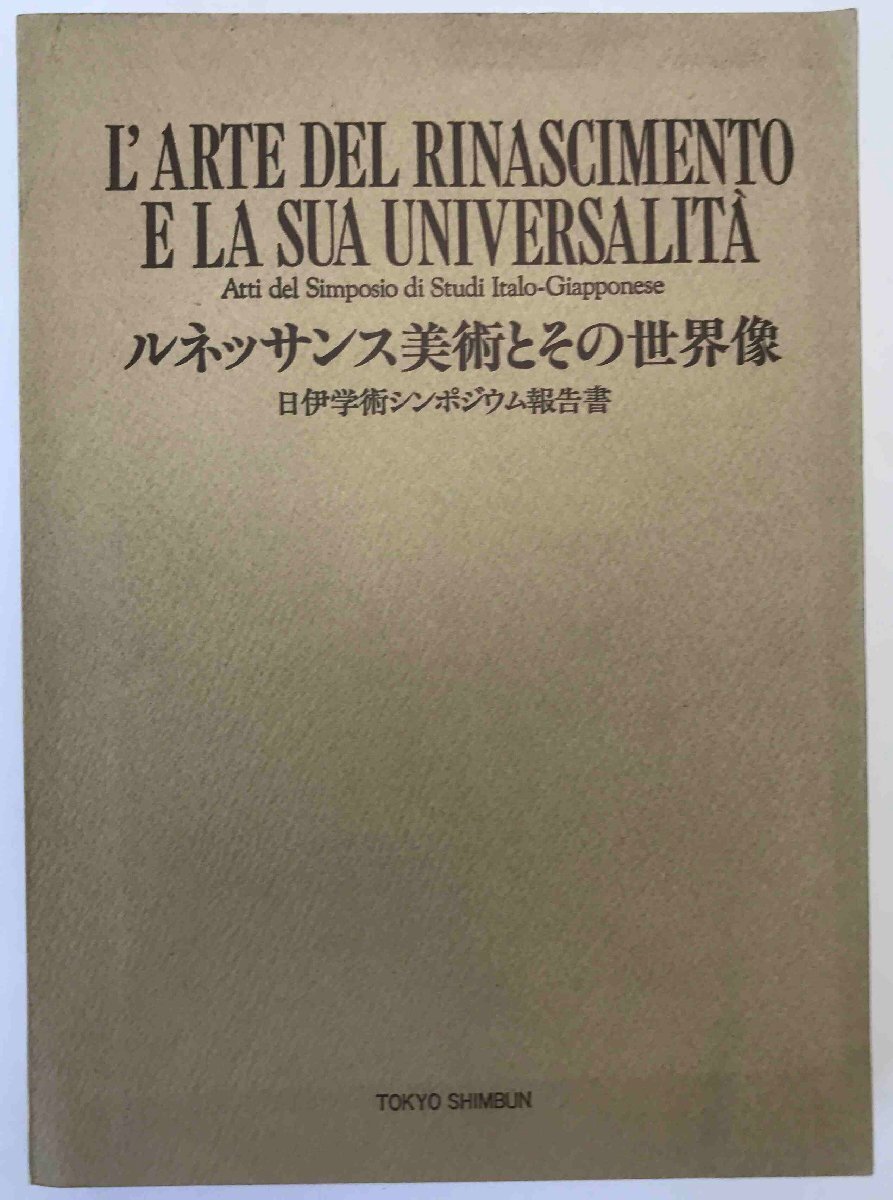 L'ARTE DEL RINASCIMENTO
E LA SUA UNIVERSALITÀ
Atti del Simposio di Studi Italo-Giapponese
ルネッサンス美術とその世界像
日伊学術シンポジウム報告書
TOKYO SHIMBUN